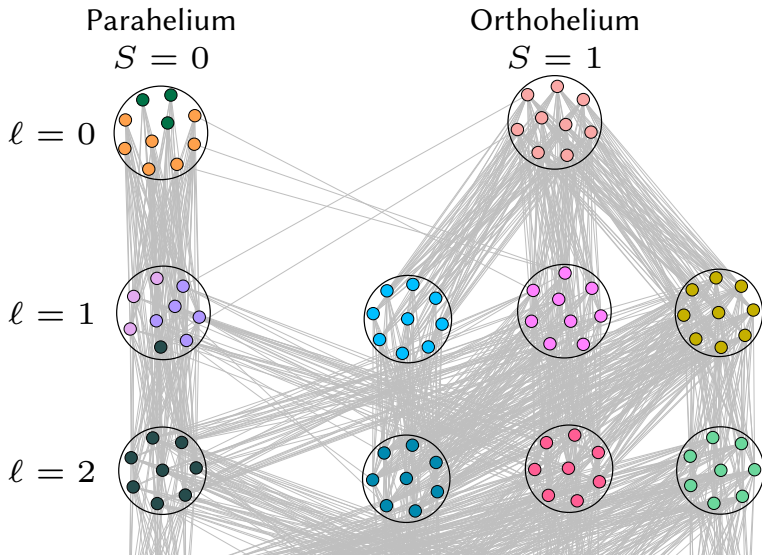 Parahelium Orthohelium
S = 0 S = 1
ℓ = 0
ℓ = 1
ℓ = 2